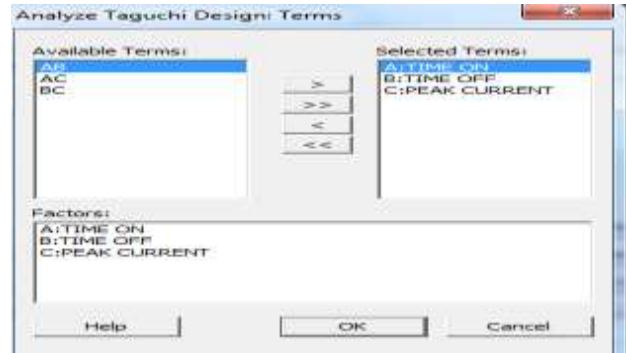 Analyze Taguchi Design: Terms
Available Terms:
AB
AC
BC
>
>>
<
<<
Selected Terms:
A:TIME ON
B:TIME OFF
C:PEAK CURRENT
Factors:
A:TIME ON
B:TIME OFF
C:PEAK CURRENT
Help
OK
Cancel